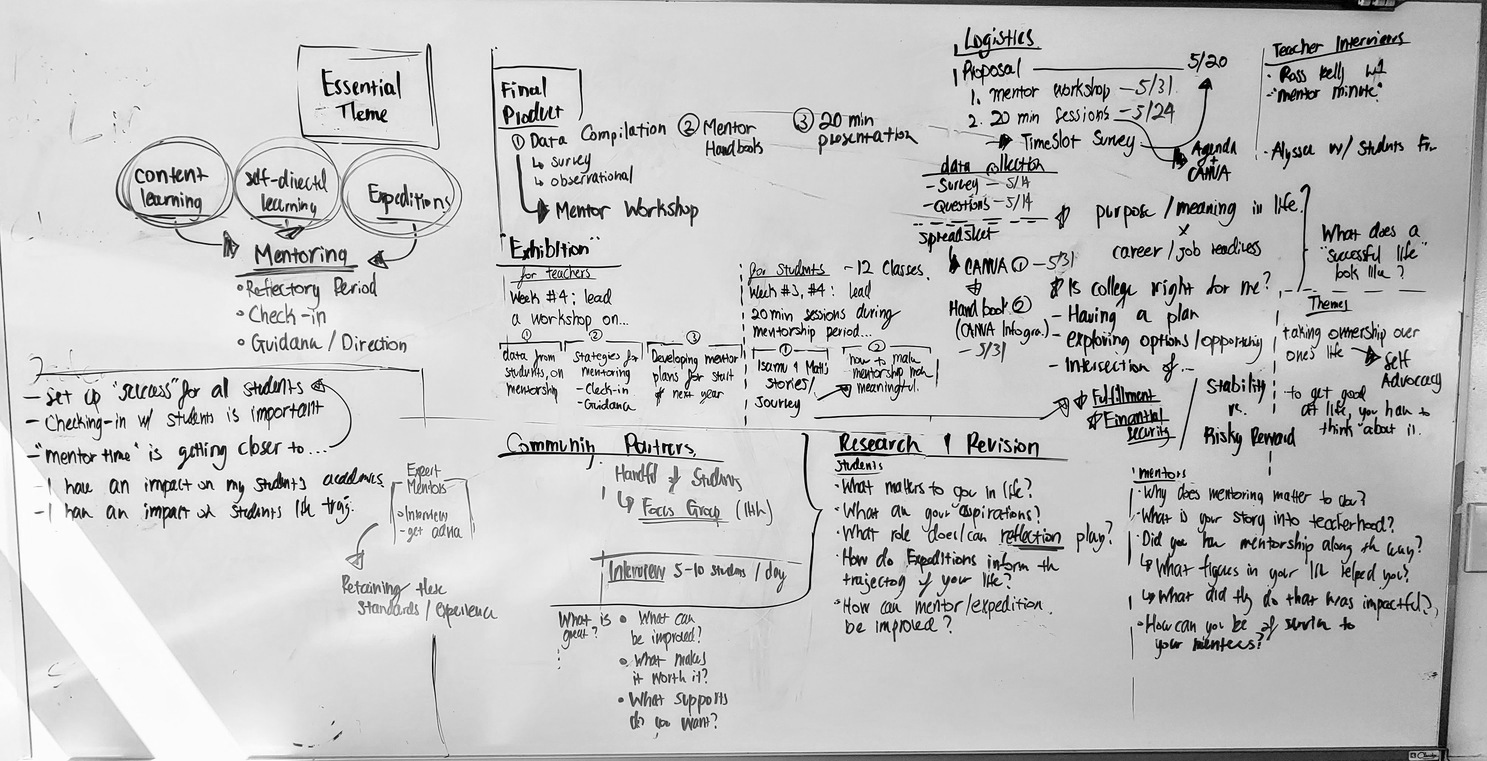 Essential
Theme
content
learning
self-directd
learning
Expeditions
Mentoring
• Reflectory Period
• Check-in
• Guidana / Direction
- Set up "success" for all students
- Checking-in w/ students is important
- "mentor time" is getting closer to...
- I have an impact on my students academics
- I han an impact on students life traj.
Expert
Mentors
• Interview
- get advia
Retaining these
standards / experience
Final
Product
① Data Compilation
↳ survey
↳ observational
Mentor Workshop
② Mentor
Handbook
③ 20 min
presentation
"Exhibition"
for teachers
Week #4: lead
a workshop on...
①
data from
students, on
mentorship
②
Stategies for
mentoring
- Check-in
- Guidana
③
Developing mentor
plans for start
of next year
for students - 12 classes.
Week #3, #4: lead
20 min sessions during
mentorship period...
①
Isamu & Matt's
Stories/
Journey
②
how to make
mentorship more
meaningful.
Logistics
Proposal 5/20
1. mentor workshop - 5/31
2. 20 min sessions - 5/24
TimeSlot Survey
Agenda
+
CANVA
data collection
- Survey - 5/14
- Questions - 5/14
Spreadsket
CANVA ① - 5/31
Handbook ②
(CANVA Infogra.)
- 5/31
Teacher Interviews
• Ross Kelly
- "mentor minute"
- Alyssa w/ students
purpose / meaning in life?
x
career / job readiness
Is college right for me?
- Having a plan
- exploring options/opportunity
- Intersection of...
Fulfillment
Financial
security
Stability
vs.
Risky Reward
What does a
"successful life"
look like?
Themes
taking ownership over
one's life
Self
Advocacy
to get good
at life, you han to
think about it.
Community Partners
Handful of Students
↳ Focus Group (11th)
Interview 5-10 students / day
What is
great?
• What can
be improved?
• What makes
it worth it?
• What supports
do you want?
Research & Revision
Students
• What matters to you in life?
• What an your aspirations?
• What role does/can reflection play?
• How do Expeditions inform the
trajectory of your life?
• How can mentor/expedition
be improved?
mentors
• Why does mentoring matter to you?
• What is your story into teacherhood?
• Did you han mentorship along the way?
↳ What figures in your life helped you?
↳ What did they do that was impactful?
• How can you be of servia to
your mentees?